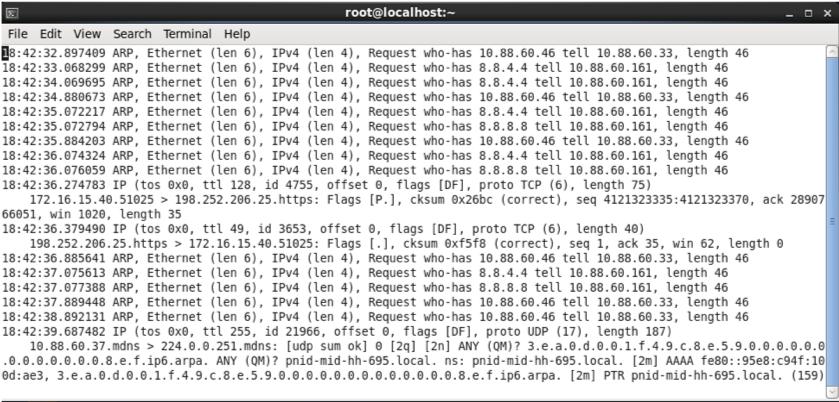 root@localhost:~
File Edit View Search Terminal Help
18:42:32.897409 ARP, Ethernet (len 6), IPv4 (len 4), Request who-has 10.88.60.46 tell 10.88.60.33, length 46
18:42:33.068299 ARP, Ethernet (len 6), IPv4 (len 4), Request who-has 8.8.4.4 tell 10.88.60.161, length 46
18:42:34.069695 ARP, Ethernet (len 6), IPv4 (len 4), Request who-has 8.8.4.4 tell 10.88.60.161, length 46
18:42:34.880673 ARP, Ethernet (len 6), IPv4 (len 4), Request who-has 10.88.60.46 tell 10.88.60.33, length 46
18:42:35.072217 ARP, Ethernet (len 6), IPv4 (len 4), Request who-has 8.8.4.4 tell 10.88.60.161, length 46
18:42:35.072794 ARP, Ethernet (len 6), IPv4 (len 4), Request who-has 8.8.8.8 tell 10.88.60.161, length 46
18:42:35.884203 ARP, Ethernet (len 6), IPv4 (len 4), Request who-has 10.88.60.46 tell 10.88.60.33, length 46
18:42:36.074324 ARP, Ethernet (len 6), IPv4 (len 4), Request who-has 8.8.4.4 tell 10.88.60.161, length 46
18:42:36.076059 ARP, Ethernet (len 6), IPv4 (len 4), Request who-has 8.8.8.8 tell 10.88.60.161, length 46
18:42:36.274783 IP (tos 0x0, ttl 128, id 4755, offset 0, flags [DF], proto TCP (6), length 75)
172.16.15.40.51025 > 198.252.206.25.https: Flags [P.], cksum 0x26bc (correct), seq 4121323335:4121323370, ack 28907
66051, win 1020, length 35
18:42:36.379490 IP (tos 0x0, ttl 49, id 3653, offset 0, flags [DF], proto TCP (6), length 40)
198.252.206.25.https > 172.16.15.40.51025: Flags [.], cksum 0xf5f8 (correct), seq 1, ack 35, win 62, length 0
18:42:36.885641 ARP, Ethernet (len 6), IPv4 (len 4), Request who-has 10.88.60.46 tell 10.88.60.33, length 46
18:42:37.075613 ARP, Ethernet (len 6), IPv4 (len 4), Request who-has 8.8.4.4 tell 10.88.60.161, length 46
18:42:37.077388 ARP, Ethernet (len 6), IPv4 (len 4), Request who-has 8.8.8.8 tell 10.88.60.161, length 46
18:42:37.889448 ARP, Ethernet (len 6), IPv4 (len 4), Request who-has 10.88.60.46 tell 10.88.60.33, length 46
18:42:38.892131 ARP, Ethernet (len 6), IPv4 (len 4), Request who-has 10.88.60.46 tell 10.88.60.33, length 46
18:42:39.687482 IP (tos 0x0, ttl 255, id 21966, offset 0, flags [DF], proto UDP (17), length 187)
10.88.60.37.mdns > 224.0.0.251.mdns: [udp sum ok] 0 [2q] [2n] ANY (QM)? 3.e.a.0.d.0.0.1.f.4.9.c.8.e.5.9.0.0.0.0.0.0
.0.0.0.0.0.0.0.8.e.f.ip6.arpa. ANY (QM)? pnid-mid-hh-695.local. ns: pnid-mid-hh-695.local. [2m] AAAA fe80::95e8:c94f:10
0d:ae3, 3.e.a.0.d.0.0.1.f.4.9.c.8.e.5.9.0.0.0.0.0.0.0.0.0.0.0.0.0.8.e.f.ip6.arpa. [2m] PTR pnid-mid-hh-695.local. (159)